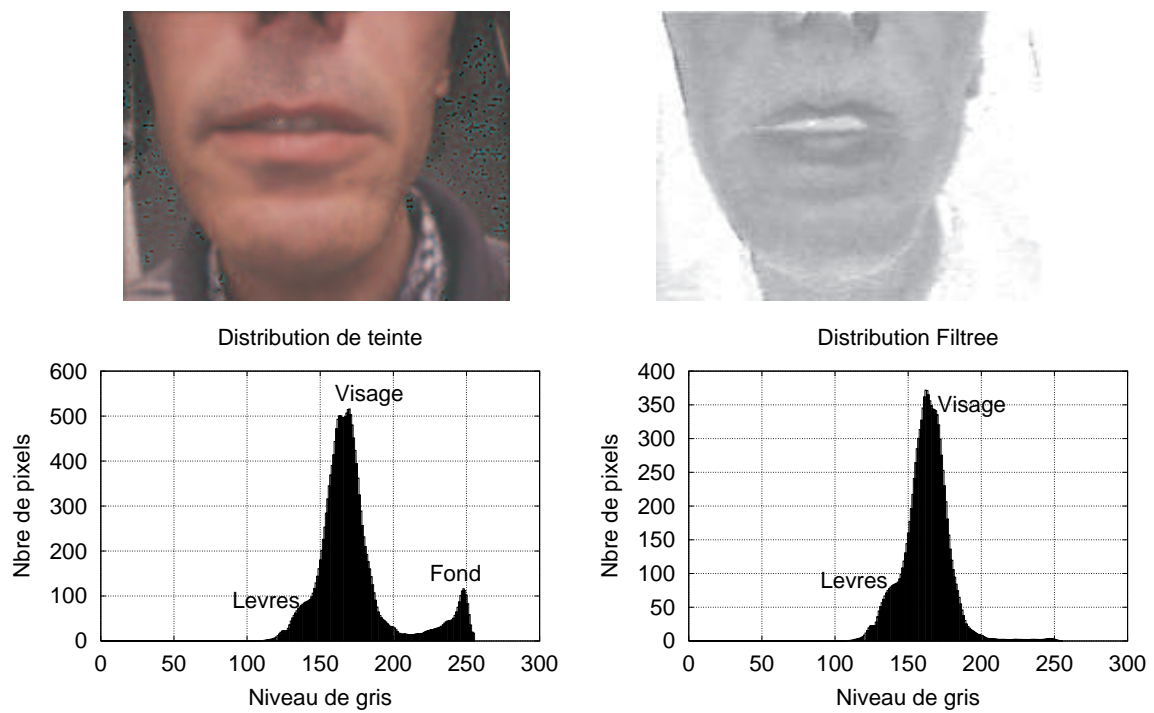 Distribution de teinte
600
500
400
300
200
100
0
0 50 100 150 200 250 300
Nbre de pixels
Niveau de gris
Visage
Levres
Fond
Distribution Filtree
400
350
300
250
200
150
100
50
0
0 50 100 150 200 250 300
Nbre de pixels
Niveau de gris
Visage
Levres